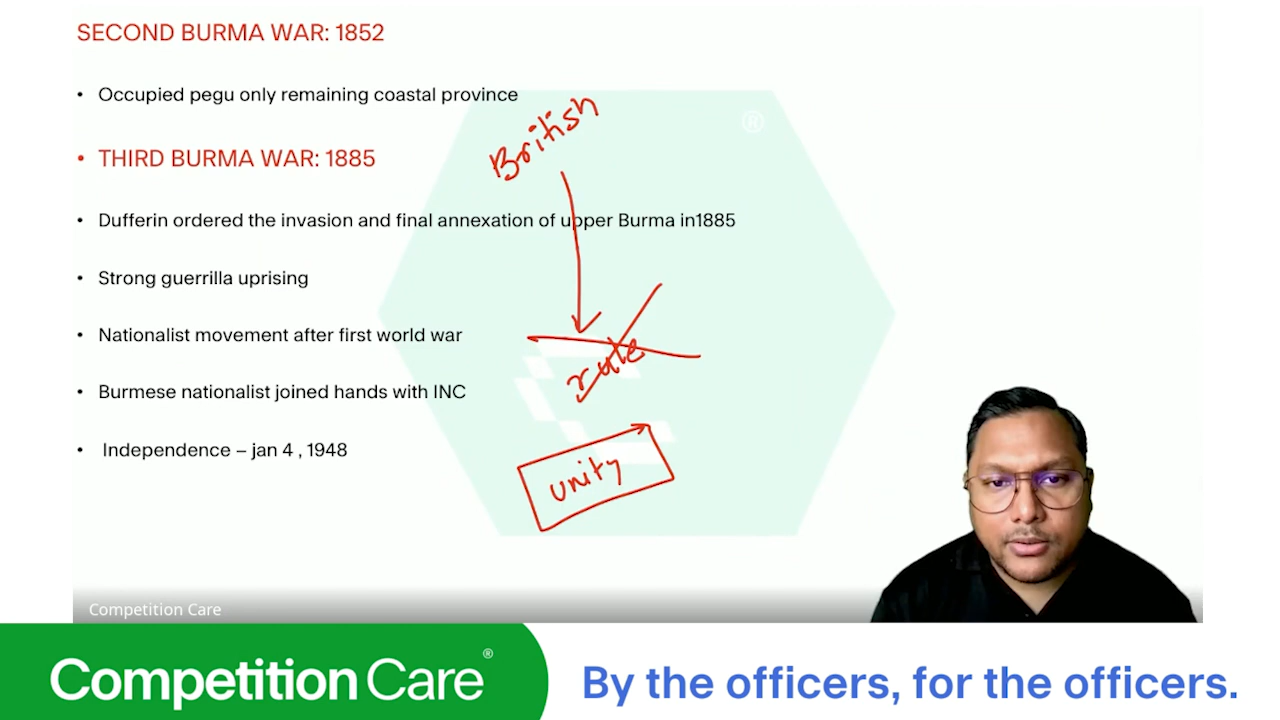 SECOND BURMA WAR: 1852
• Occupied pegu only remaining coastal province
British
®
• THIRD BURMA WAR: 1885
• Dufferin ordered the invasion and final annexation of upper Burma in1885
• Strong guerrilla uprising
• Nationalist movement after first world war
rule
• Burmese nationalist joined hands with INC
• Independence – jan 4 , 1948
unity
Competition Care
Competition Care®
By the officers, for the officers.